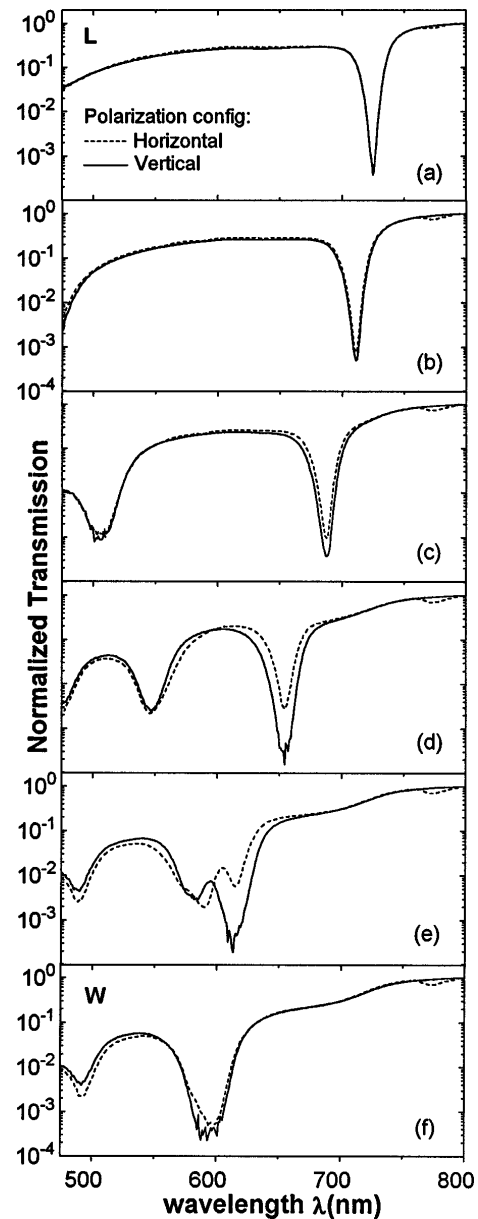 10⁰
L
10⁻¹
10⁻²
Polarization config:
Horizontal
Vertical
10⁻³
(a)
10⁰
10⁻¹
10⁻²
10⁻³
(b)
10⁻⁴
Normalized Transmission
(c)
(d)
10⁰
10⁻¹
10⁻²
10⁻³
(e)
10⁰
W
10⁻¹
10⁻²
10⁻³
(f)
10⁻⁴
500 600 700 800
wavelength λ(nm)